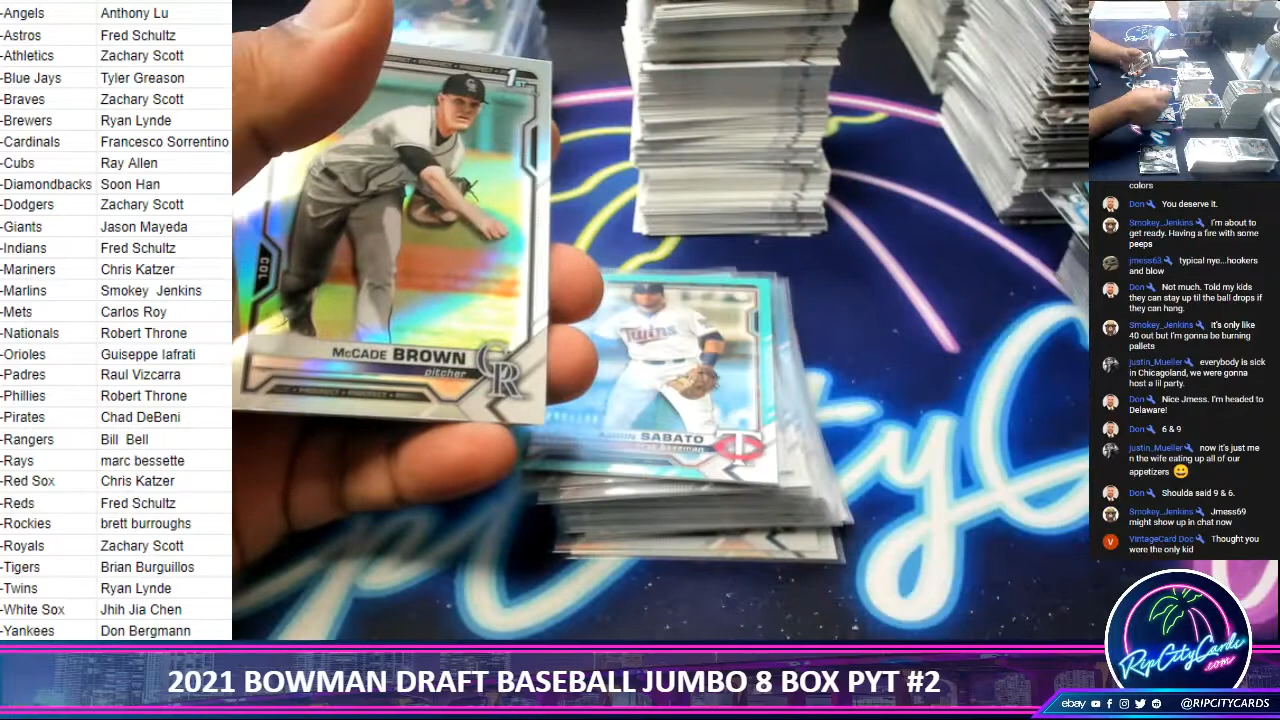 -Angels Anthony Lu
-Astros Fred Schultz
-Athletics Zachary Scott
-Blue Jays Tyler Greason
-Braves Zachary Scott
-Brewers Ryan Lynde
-Cardinals Francesco Sorrentino
-Cubs Ray Allen
-Diamondbacks Soon Han
-Dodgers Zachary Scott
-Giants Jason Mayeda
-Indians Fred Schultz
-Mariners Chris Katzer
-Marlins Smokey Jenkins
-Mets Carlos Roy
-Nationals Robert Throne
-Orioles Guiseppe Iafrati
-Padres Raul Vizcarra
-Phillies Robert Throne
-Pirates Chad DeBeni
-Rangers Bill Bell
-Rays marc bessette
-Red Sox Chris Katzer
-Reds Fred Schultz
-Rockies brett burroughs
-Royals Zachary Scott
-Tigers Brian Burguillos
-Twins Ryan Lynde
-White Sox Jhih Jia Chen
-Yankees Don Bergmann
1ST
COL
McCADE BROWN
pitcher
CR
Twins
SABATO
colors
Don You deserve it.
Smokey_Jenkins I'm about to
get ready. Having a fire with some
peeps
jmess63 typical nye...hookers
and blow
Don Not much. Told my kids
they can stay up til the ball drops if
they can hang.
Smokey_Jenkins It's only like
40 out but I'm gonna be burning
pallets
justin_Mueller everybody is sick
in Chicagoland, we were gonna
host a lil party.
Don Nice Jmess. I'm headed to
Delaware!
Don 6 & 9
justin_Mueller now it's just me
n the wife eating up all of our
appetizers 😀
Don Shoulda said 9 & 6.
Smokey_Jenkins Jmess69
might show up in chat now
V VintageCard Doc Thought you
were the only kid
RipCityCards
.com
2021 BOWMAN DRAFT BASEBALL JUMBO 8 BOX PYT #2
ebay @RIPCITYCARDS